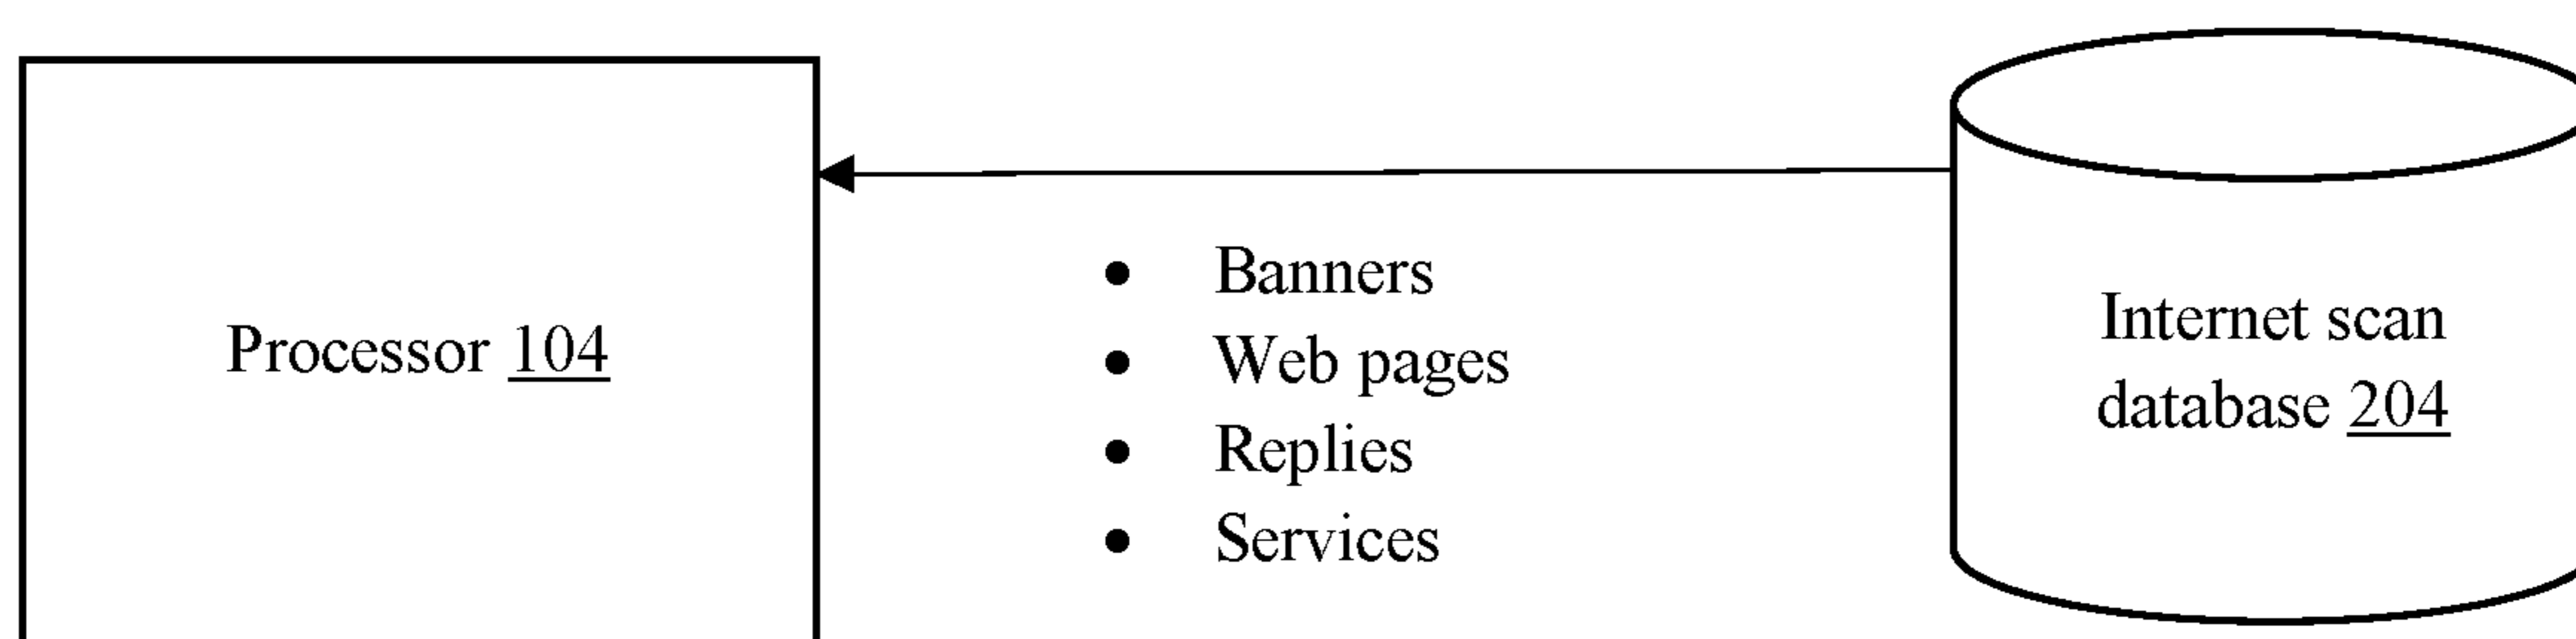 Processor 104
• Banners
• Web pages
• Replies
• Services
Internet scan
database 204